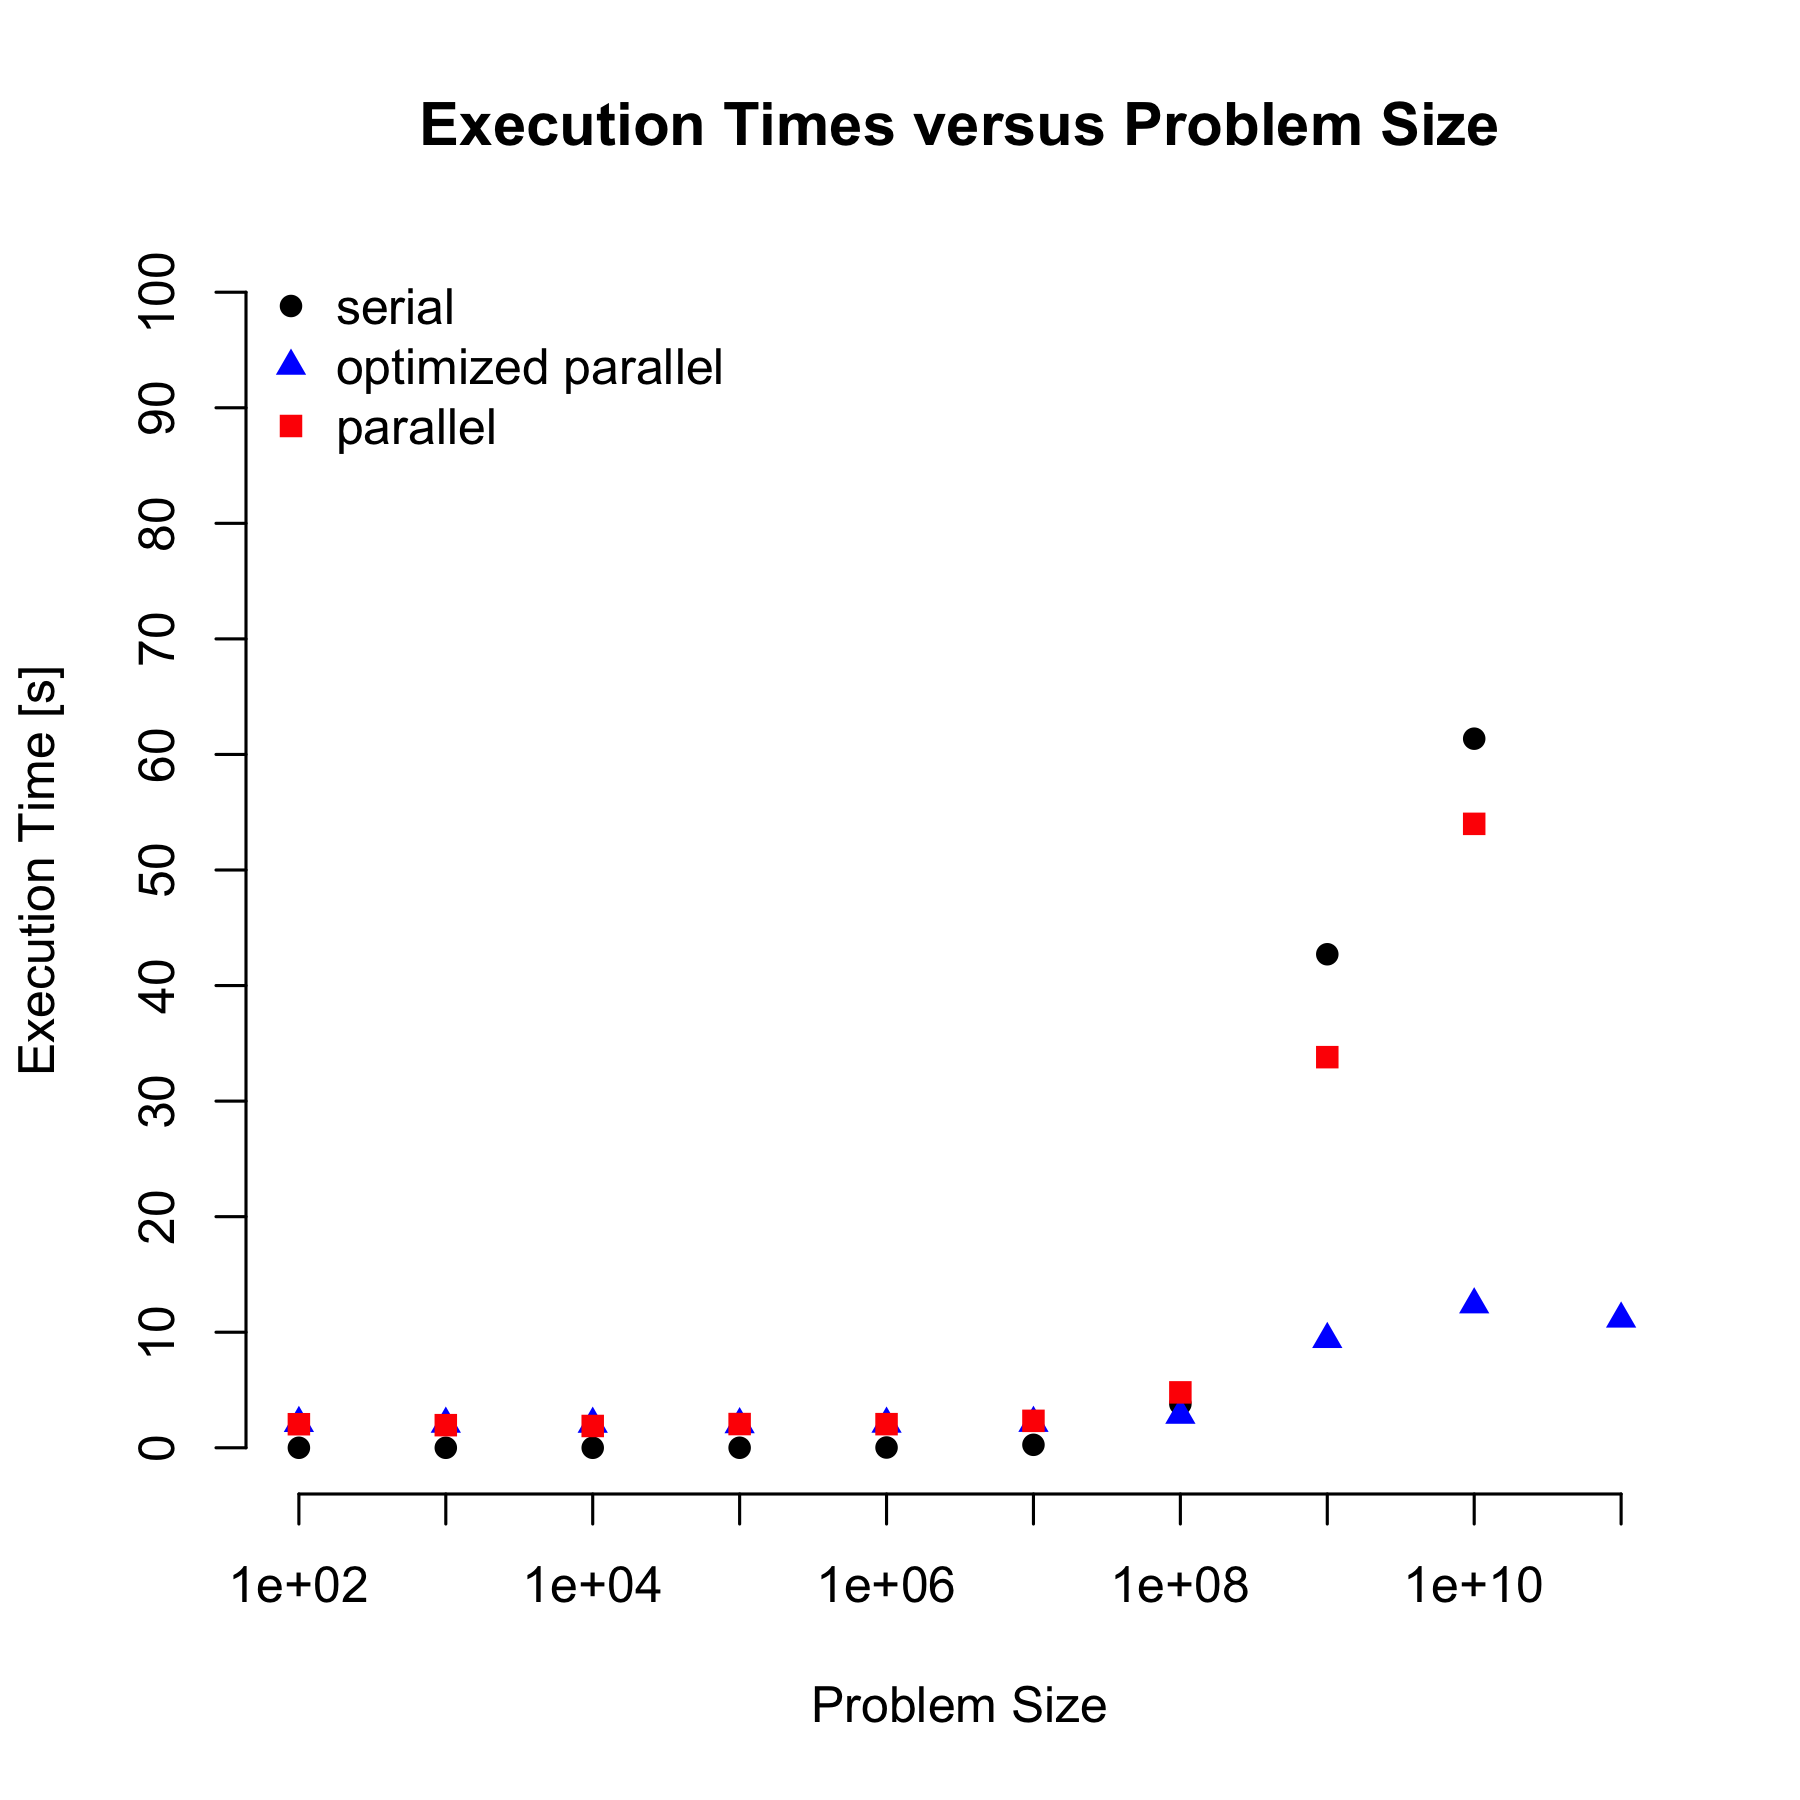 Execution Times versus Problem Size
serial
optimized parallel
parallel
Execution Time [s]
100
90
80
70
60
50
40
30
20
10
0
1e+02 1e+04 1e+06 1e+08 1e+10
Problem Size